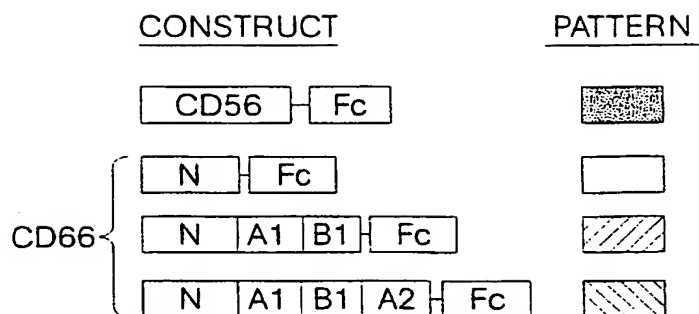 CONSTRUCT PATTERN
CD56 Fc
N Fc
CD66
N A1 B1 Fc
N A1 B1 A2 Fc